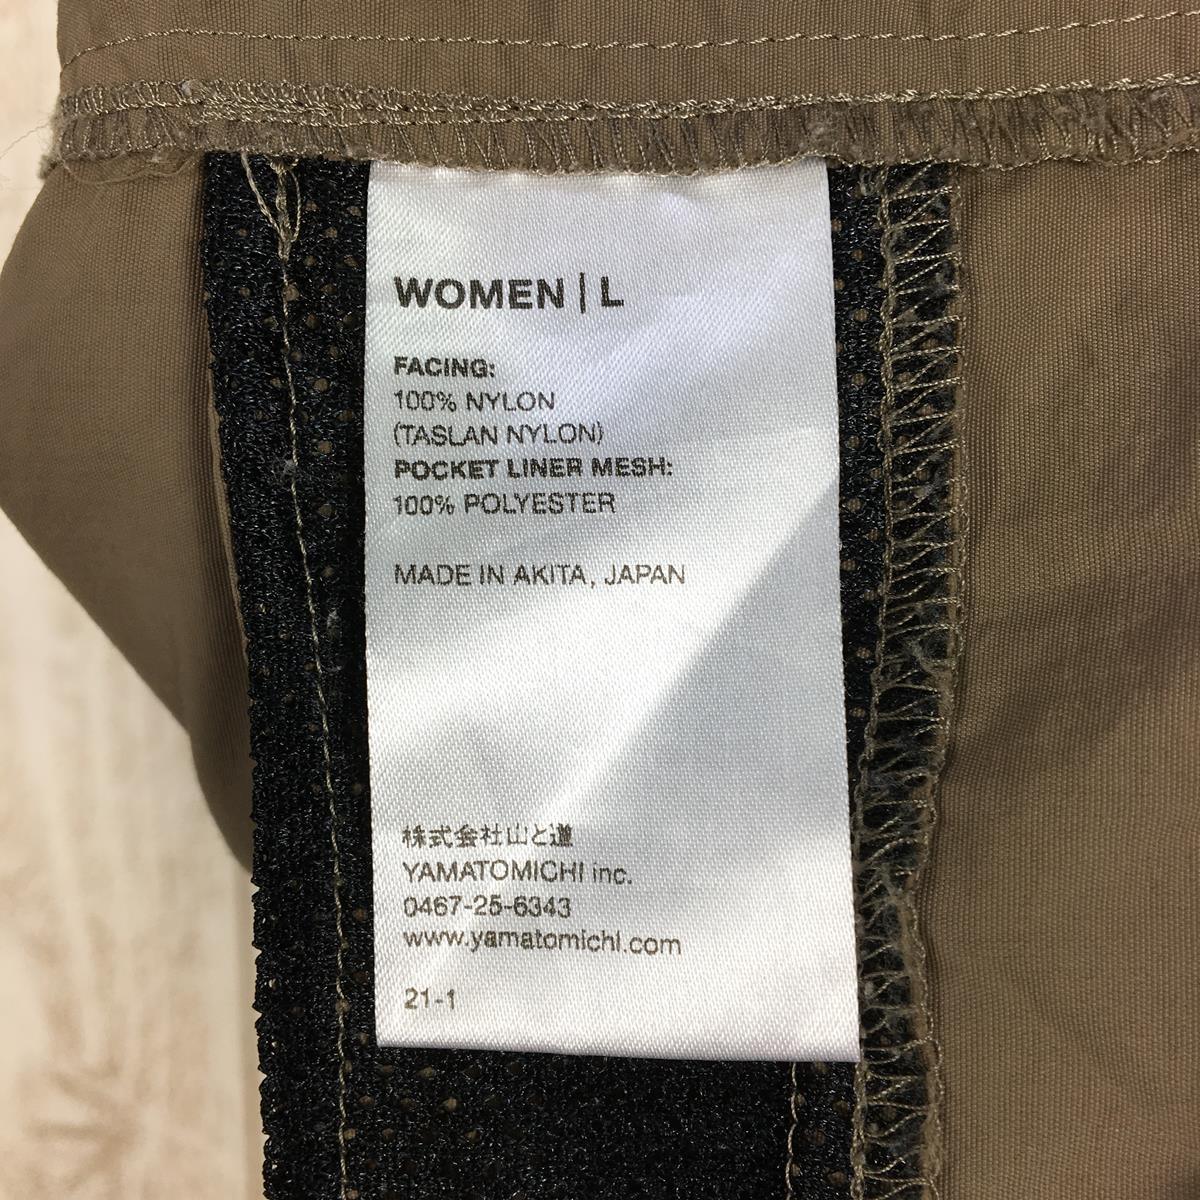 WOMEN | L
FACING:
100% NYLON
(TASLAN NYLON)
POCKET LINER MESH:
100% POLYESTER
MADE IN AKITA, JAPAN
株式会社山と道
YAMATOMICHI inc.
0467-25-6343
www.yamatomichi.com
21-1